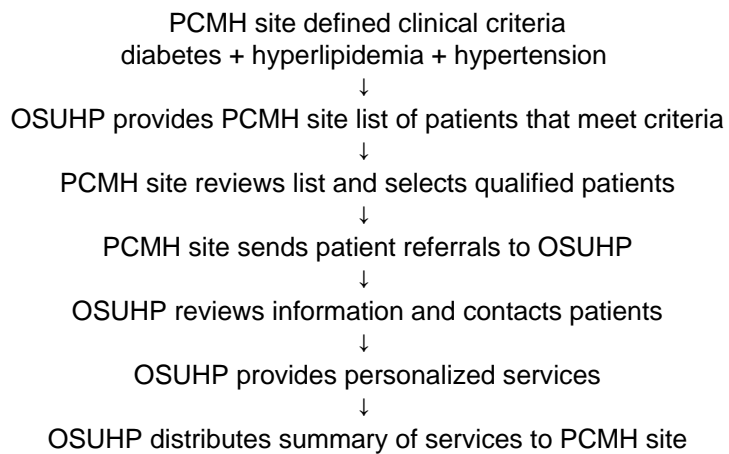 PCMH site defined clinical criteria
diabetes + hyperlipidemia + hypertension
↓
OSUHP provides PCMH site list of patients that meet criteria
↓
PCMH site reviews list and selects qualified patients
↓
PCMH site sends patient referrals to OSUHP
↓
OSUHP reviews information and contacts patients
↓
OSUHP provides personalized services
↓
OSUHP distributes summary of services to PCMH site